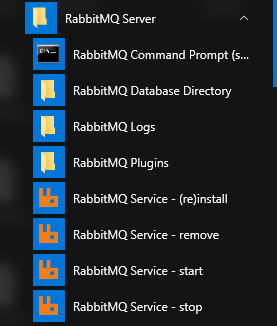 RabbitMQ Server
RabbitMQ Command Prompt (s...
RabbitMQ Database Directory
RabbitMQ Logs
RabbitMQ Plugins
RabbitMQ Service - (re)install
RabbitMQ Service - remove
RabbitMQ Service - start
RabbitMQ Service - stop